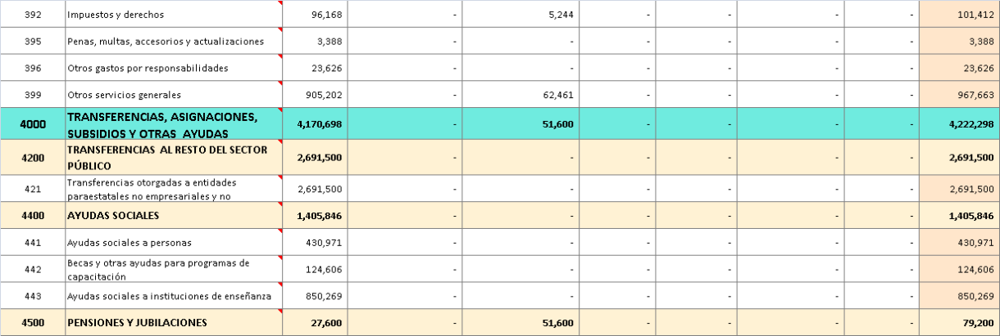 392 Impuestos y derechos 96,168 - 5,244 - - - - 101,412
395 Penas, multas, accesorios y actualizaciones 3,388 - - - - - - 3,388
396 Otros gastos por responsabilidades 23,626 - - - - - - 23,626
399 Otros servicios generales 905,202 - 62,461 - - - - 967,663
4000 TRANSFERENCIAS, ASIGNACIONES,
SUBSIDIOS Y OTRAS AYUDAS 4,170,698 - 51,600 - - - - 4,222,298
4200 TRANSFERENCIAS AL RESTO DEL SECTOR
PÚBLICO 2,691,500 - - - - - - 2,691,500
421 Transferencias otorgadas a entidades
paraestatales no empresariales y no 2,691,500 - - - - - - 2,691,500
4400 AYUDAS SOCIALES 1,405,846 - - - - - - 1,405,846
441 Ayudas sociales a personas 430,971 - - - - - - 430,971
442 Becas y otras ayudas para programas de
capacitación 124,606 - - - - - - 124,606
443 Ayudas sociales a instituciones de enseñanza 850,269 - - - - - - 850,269
4500 PENSIONES Y JUBILACIONES 27,600 - 51,600 - - - - 79,200